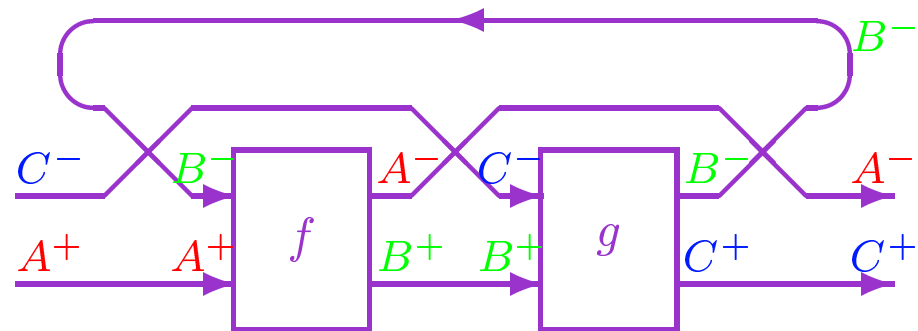 B⁻
C⁻ B⁻ A⁻ C⁻ B⁻ A⁻
f g
A⁺ A⁺ B⁺ B⁺ C⁺ C⁺